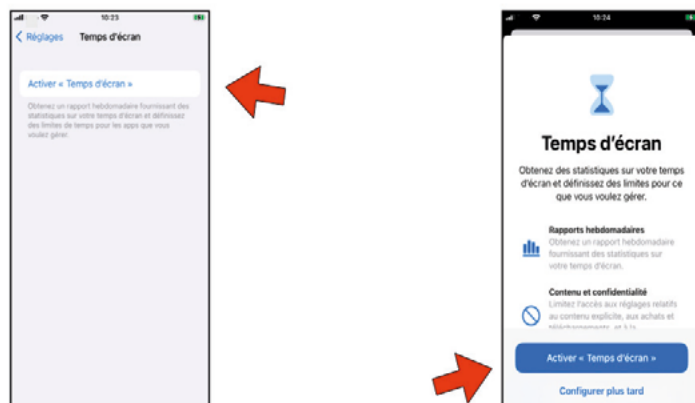 10:23
Réglages Temps d'écran
Activer « Temps d'écran »
Obtenez un rapport hebdomadaire fournissant des
statistiques sur votre temps d'écran et définissez
des limites de temps pour les apps que vous
voulez gérer.
10:24
Temps d'écran
Obtenez des statistiques sur votre temps
d'écran et définissez des limites pour ce
que vous voulez gérer.
Rapports hebdomadaires
Obtenez un rapport hebdomadaire
fournissant des statistiques sur
votre temps d'écran.
Contenu et confidentialité
Limitez l'accès aux réglages relatifs
au contenu explicite, aux achats et
téléchargements, et à la
Activer « Temps d'écran »
Configurer plus tard